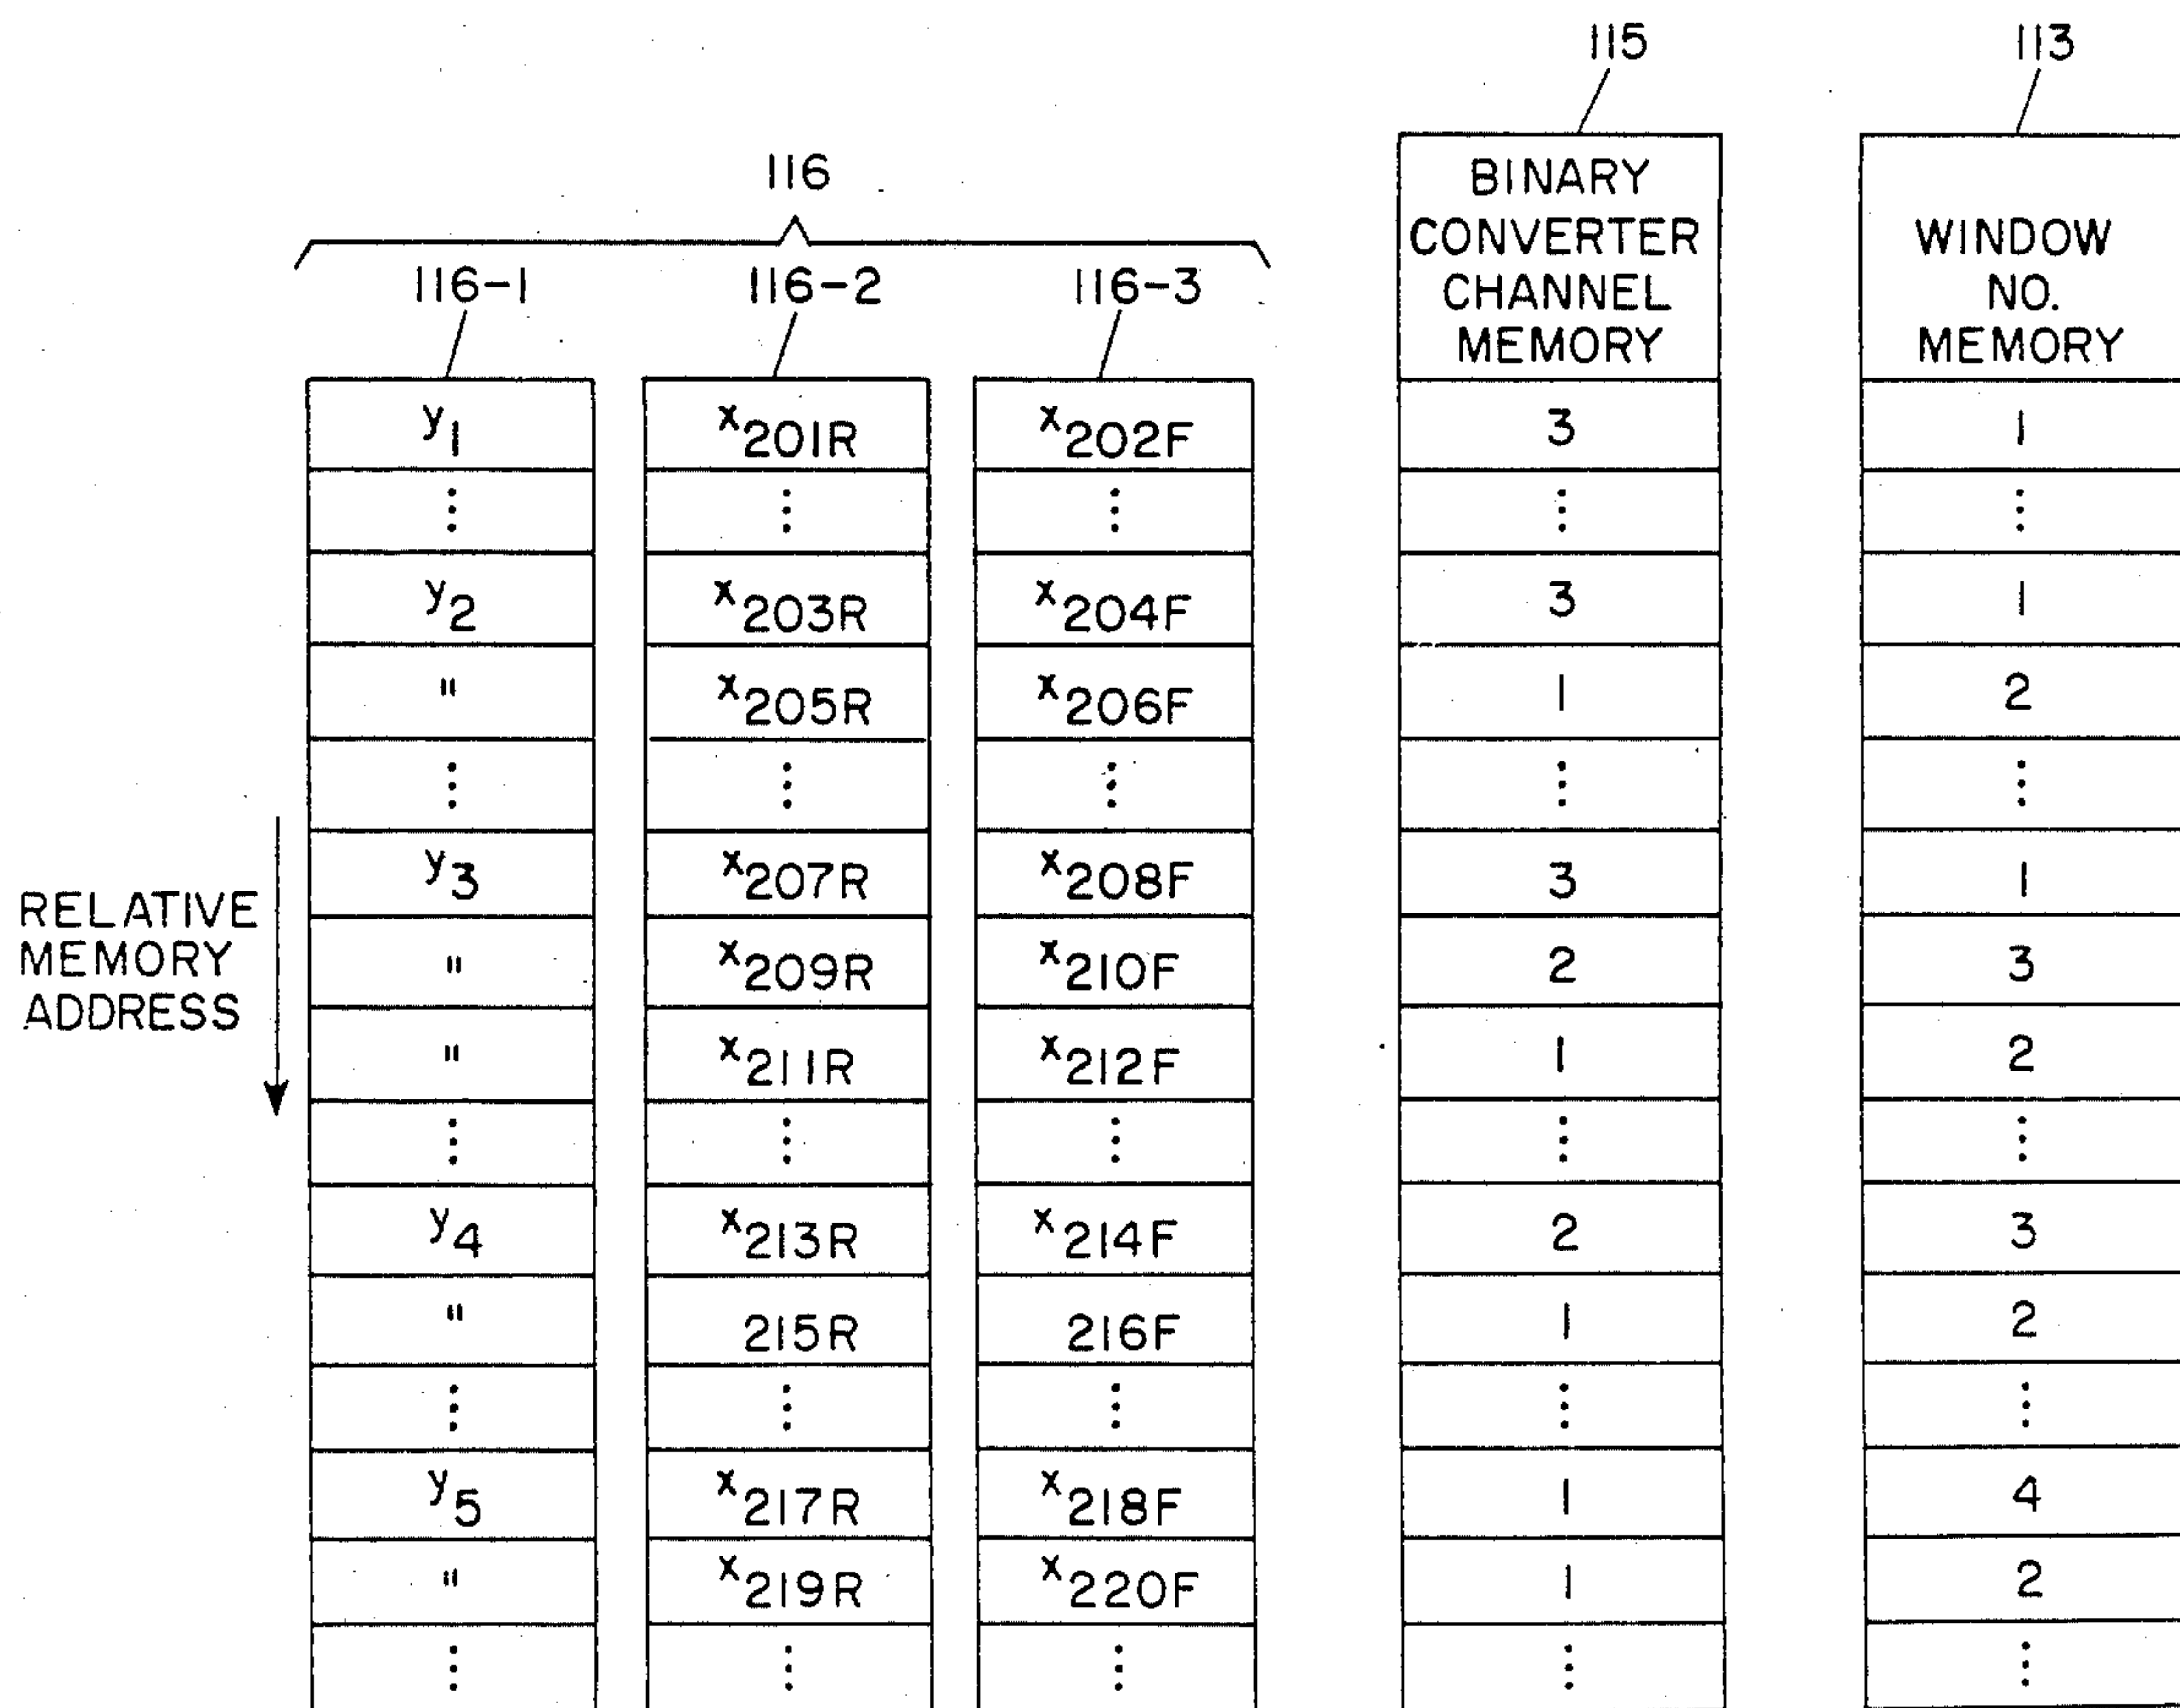 115 113
116
116-1 116-2 116-3
BINARY
CONVERTER
CHANNEL
MEMORY
WINDOW
NO.
MEMORY
y1 x201R x202F 3 1
⋮ ⋮ ⋮ ⋮ ⋮
y2 x203R x204F 3 1
" x205R x206F 1 2
⋮ ⋮ ⋮ ⋮ ⋮
y3 x207R x208F 3 1
" x209R x210F 2 3
" x211R x212F 1 2
⋮ ⋮ ⋮ ⋮ ⋮
y4 x213R x214F 2 3
" 215R 216F 1 2
⋮ ⋮ ⋮ ⋮ ⋮
y5 x217R x218F 1 4
" x219R x220F 1 2
⋮ ⋮ ⋮ ⋮ ⋮
RELATIVE
MEMORY
ADDRESS